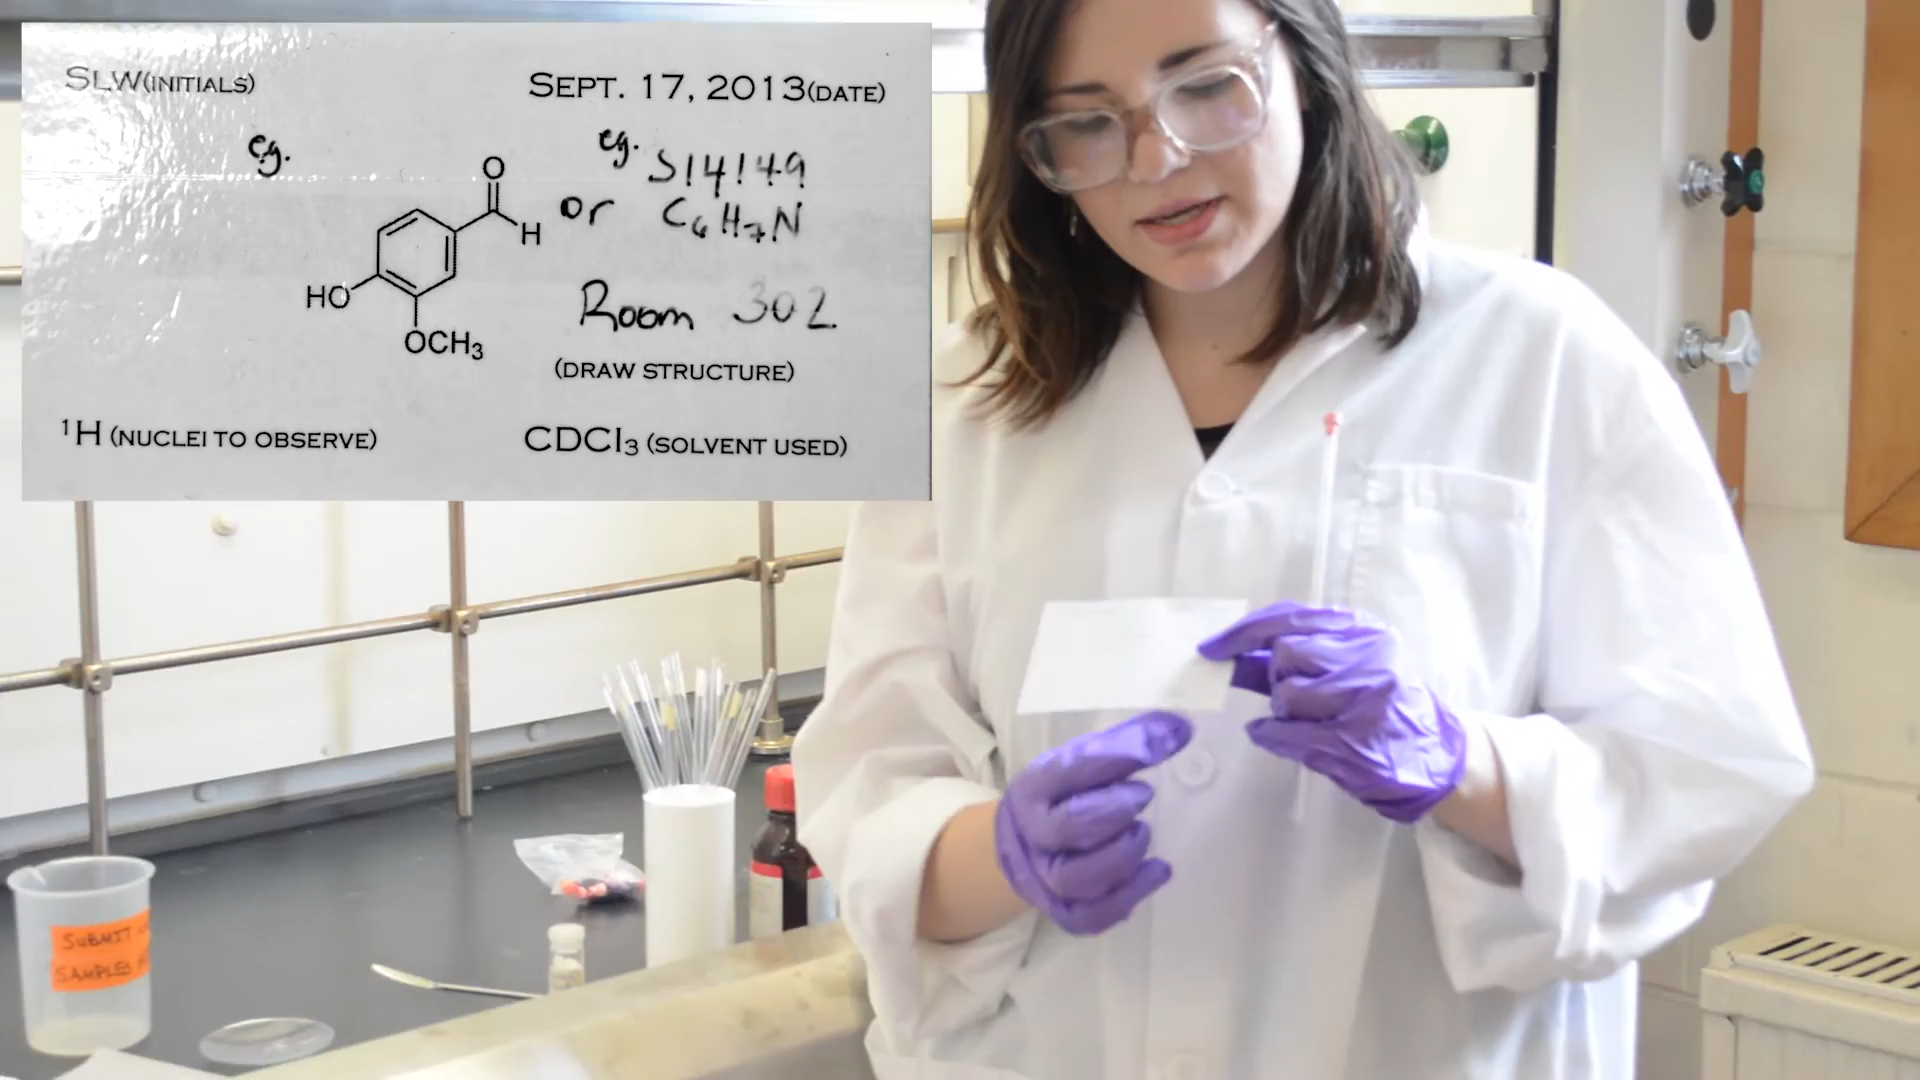 SLW(INITIALS)
SEPT. 17, 2013(DATE)
eg.
eg. S14149
or C6H7N
O
H
HO
OCH3
Room 302
(DRAW STRUCTURE)
1H (NUCLEI TO OBSERVE)
CDCl3 (SOLVENT USED)
SUBMIT
SAMPLES